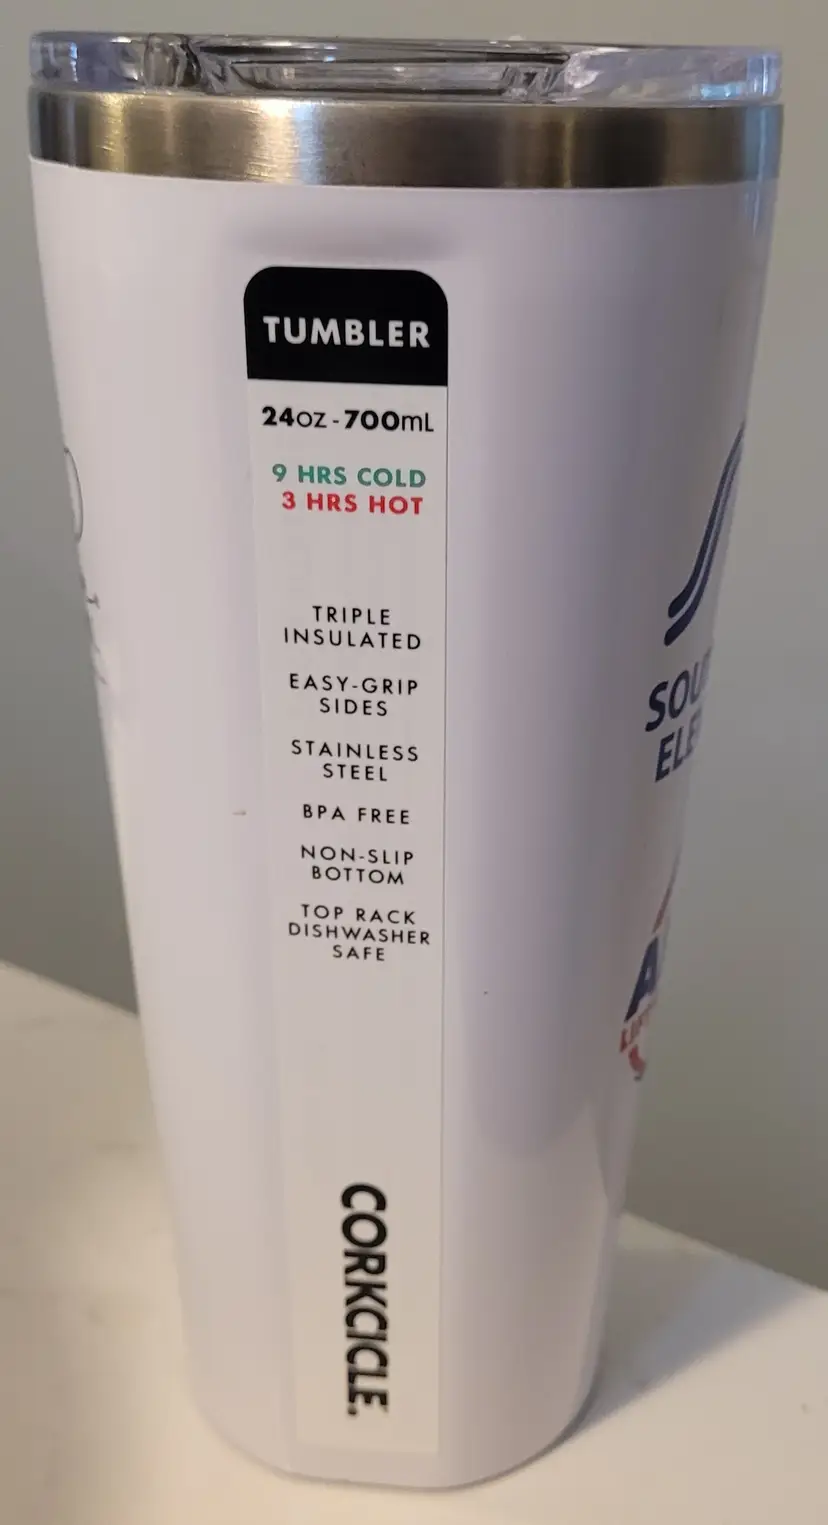 TUMBLER
24oz - 700mL
9 HRS COLD
3 HRS HOT
TRIPLE
INSULATED
EASY-GRIP
SIDES
STAINLESS
STEEL
BPA FREE
NON-SLIP
BOTTOM
TOP RACK
DISHWASHER
SAFE
CORKCICLE.